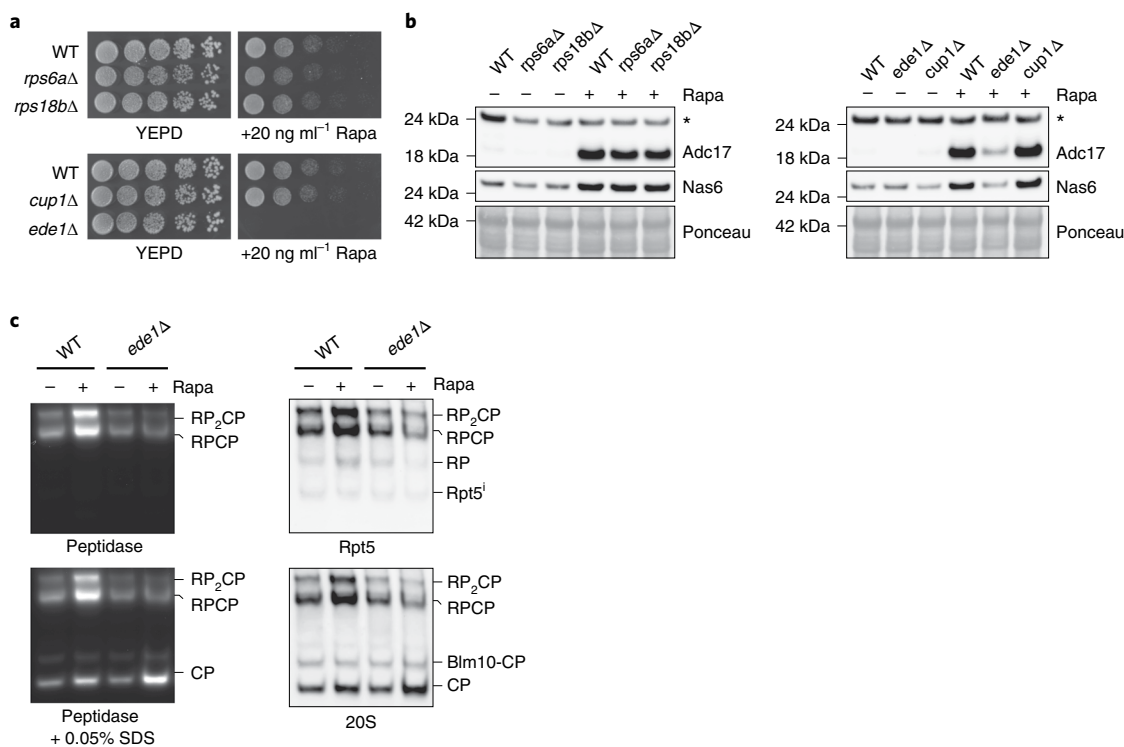 a
WT
rps6aΔ
rps18bΔ
YEPD
+20 ng ml⁻¹ Rapa
WT
cup1Δ
ede1Δ
YEPD
+20 ng ml⁻¹ Rapa
b
WT rps6aΔ rps18bΔ WT rps6aΔ rps18bΔ
– – – + + + Rapa
24 kDa *
18 kDa Adc17
24 kDa Nas6
42 kDa Ponceau
WT ede1Δ cup1Δ WT ede1Δ cup1Δ
– – – + + + Rapa
24 kDa *
18 kDa Adc17
24 kDa Nas6
42 kDa Ponceau
c
WT ede1Δ
– + – + Rapa
RP₂CP
RPCP
Peptidase
RP₂CP
RPCP
CP
Peptidase
+ 0.05% SDS
WT ede1Δ
– + – + Rapa
RP₂CP
RPCP
RP
Rpt5ⁱ
Rpt5
RP₂CP
RPCP
Blm10-CP
CP
20S